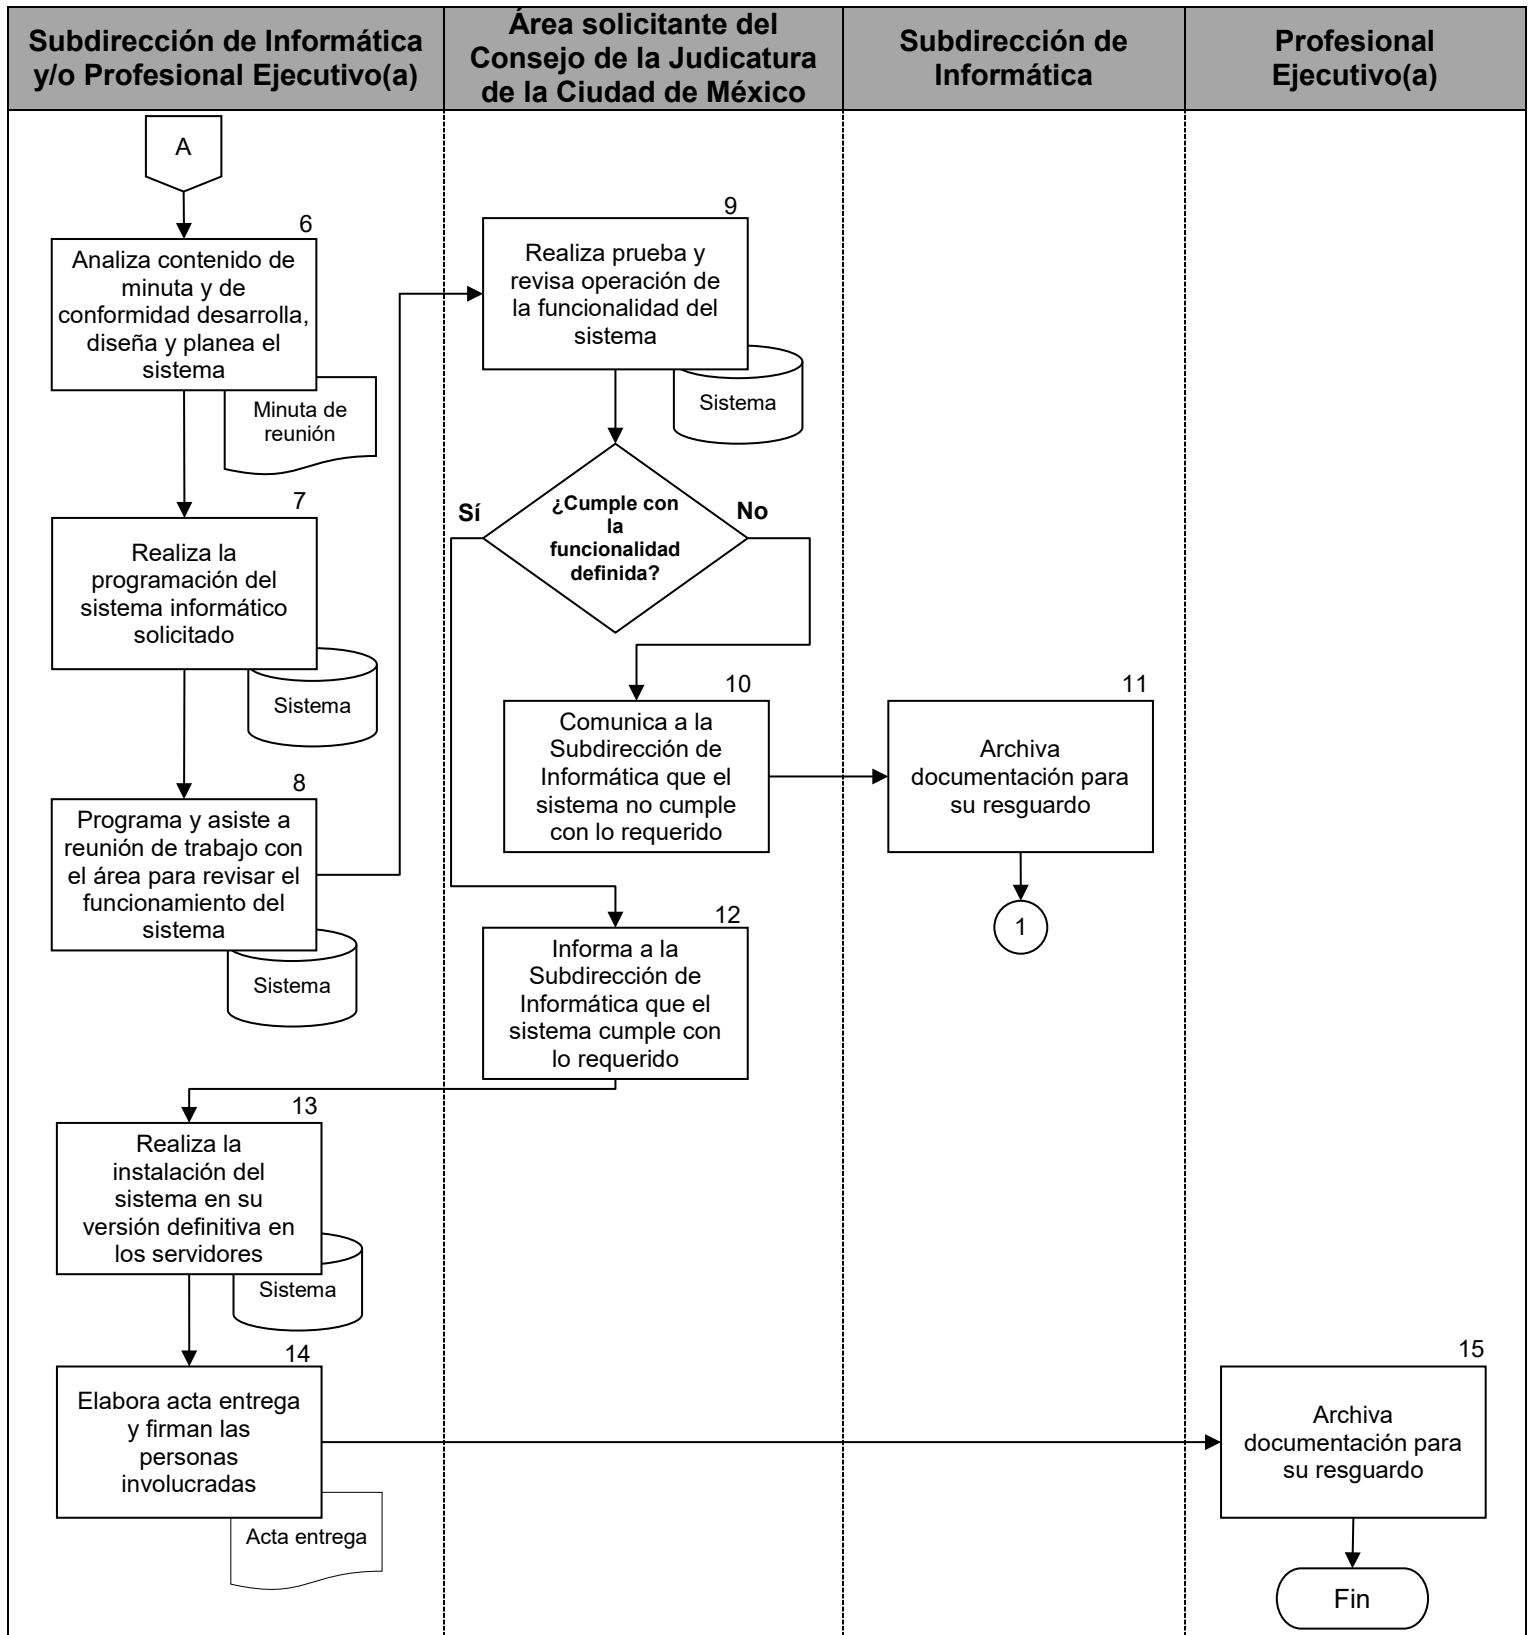 Subdirección de Informática
y/o Profesional Ejecutivo(a)
Área solicitante del
Consejo de la Judicatura
de la Ciudad de México
Subdirección de
Informática
Profesional
Ejecutivo(a)
A
6
Analiza contenido de
minuta y de
conformidad desarrolla,
diseña y planea el
sistema
Minuta de
reunión
7
Realiza la
programación del
sistema informático
solicitado
Sistema
8
Programa y asiste a
reunión de trabajo con
el área para revisar el
funcionamiento del
sistema
Sistema
9
Realiza prueba y
revisa operación de
la funcionalidad del
sistema
Sistema
Sí
¿Cumple con
la
funcionalidad
definida?
No
10
Comunica a la
Subdirección de
Informática que el
sistema no cumple
con lo requerido
11
Archiva
documentación para
su resguardo
1
12
Informa a la
Subdirección de
Informática que el
sistema cumple con
lo requerido
13
Realiza la
instalación del
sistema en su
versión definitiva en
los servidores
Sistema
14
Elabora acta entrega
y firman las
personas
involucradas
Acta entrega
15
Archiva
documentación para
su resguardo
Fin